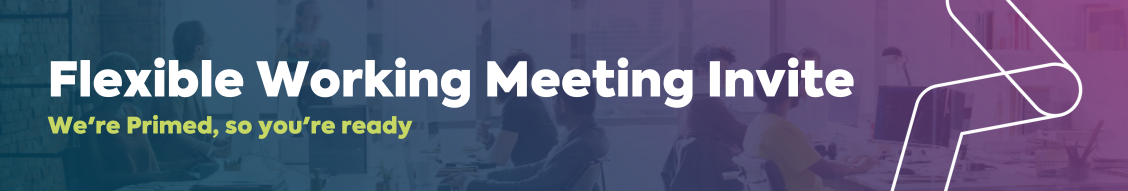 Flexible Working Meeting Invite
We're Primed, so you're ready